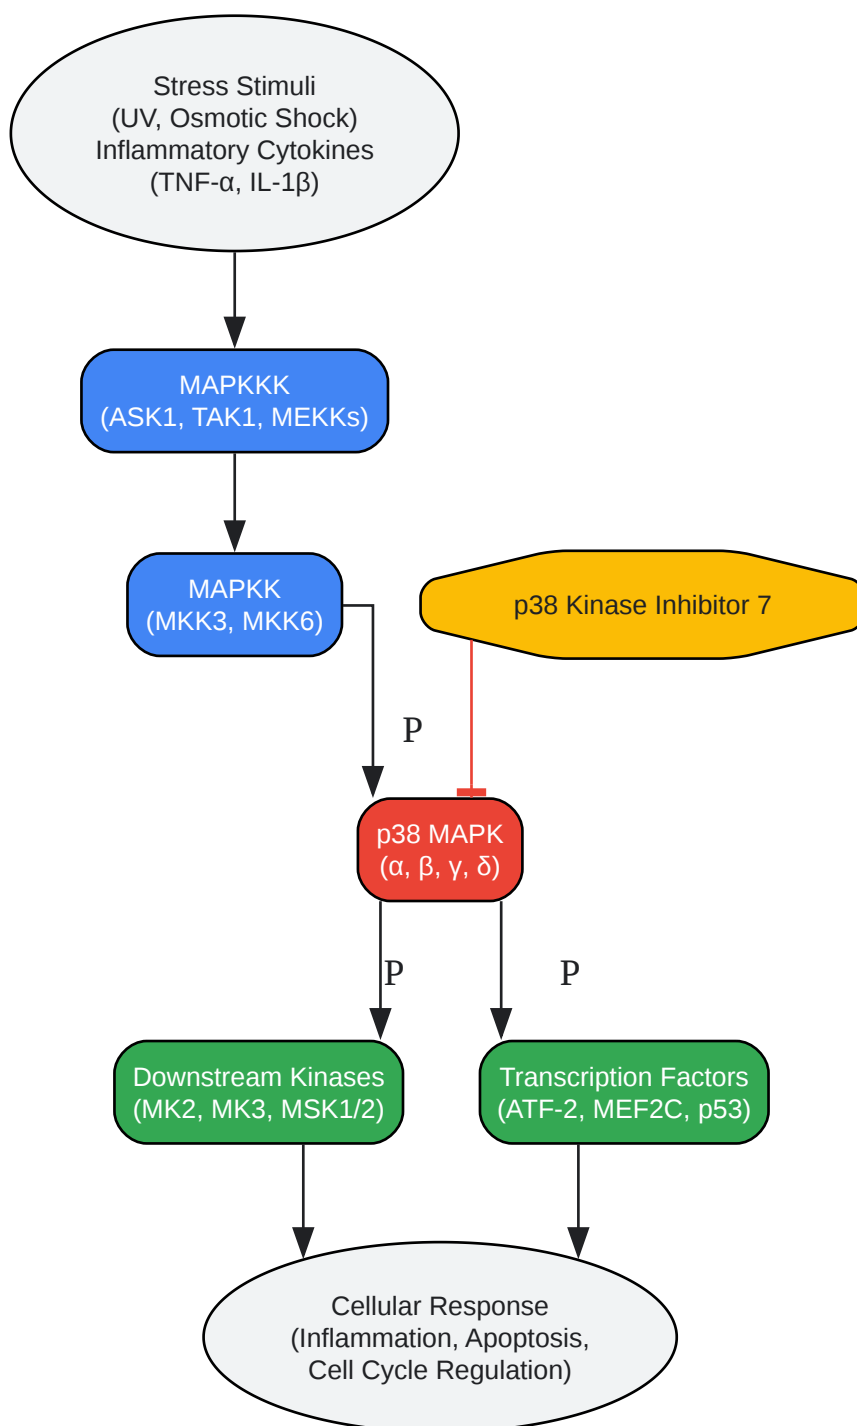 Stress Stimuli
(UV, Osmotic Shock)
Inflammatory Cytokines
(TNF-α, IL-1β)
MAPKKK
(ASK1, TAK1, MEKKs)
MAPKK
(MKK3, MKK6)
p38 Kinase Inhibitor 7
P
p38 MAPK
(α, β, γ, δ)
P
P
Downstream Kinases
(MK2, MK3, MSK1/2)
Transcription Factors
(ATF-2, MEF2C, p53)
Cellular Response
(Inflammation, Apoptosis,
Cell Cycle Regulation)